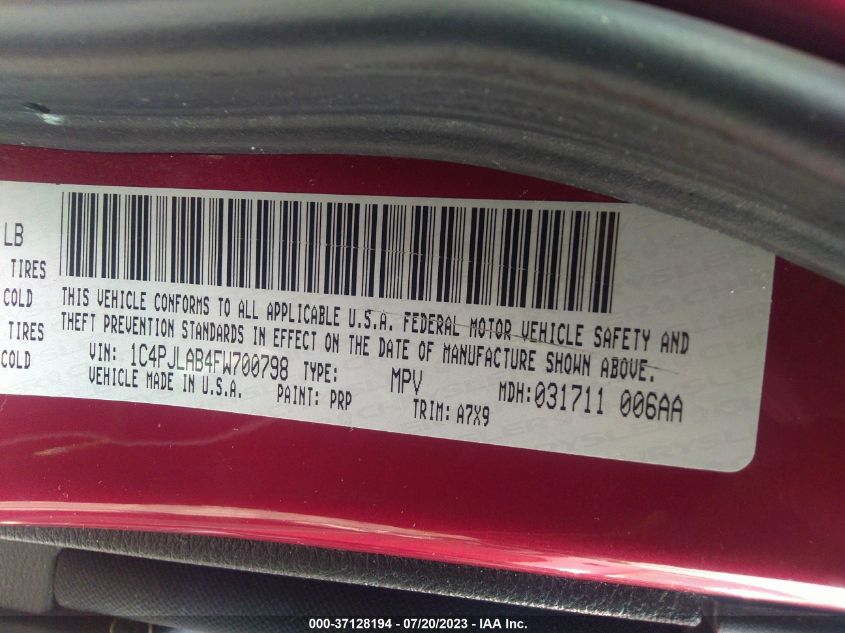 LB
TIRES
COLD
TIRES
COLD
THIS VEHICLE CONFORMS TO ALL APPLICABLE U.S.A. FEDERAL MOTOR VEHICLE SAFETY AND
THEFT PREVENTION STANDARDS IN EFFECT ON THE DATE OF MANUFACTURE SHOWN ABOVE.
VIN: 1C4PJLAB4FW700798 TYPE: MPV MDH:031711 006AA
VEHICLE MADE IN U.S.A. PAINT: PRP TRIM: A7X9
000-37128194 - 07/20/2023 - IAA Inc.